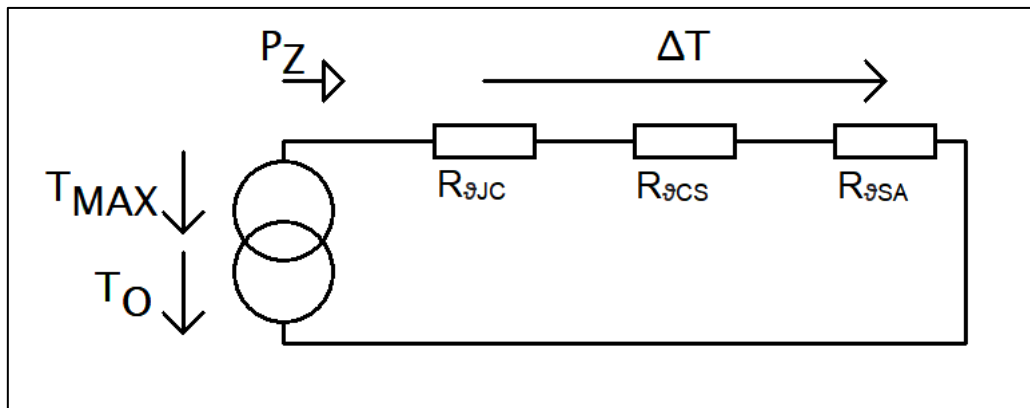 P_Z
ΔT
T_MAX
R_ϑJC
R_ϑCS
R_ϑSA
T_O